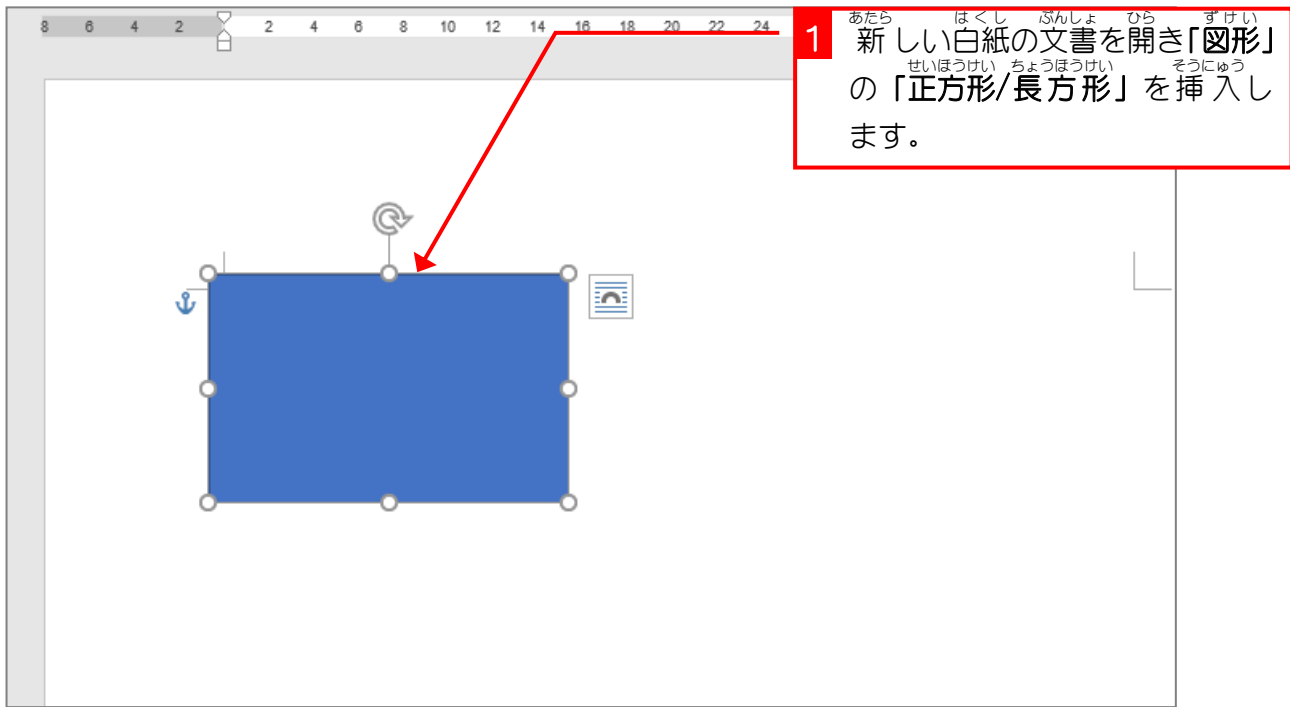 8 6 4 2 2 4 6 8 10 12 14 16 18 20 22 24
1
あたら はくし ぶんしょ ひら ずけい
新しい白紙の文書を開き「図形」
せいほうけい ちょうほうけい そうにゅう
の「正方形/長方形」を挿入し
ます。